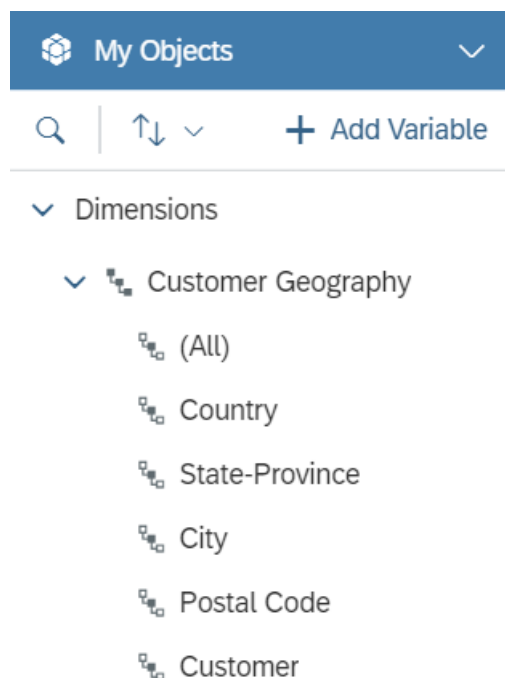 My Objects
Add Variable
Dimensions
Customer Geography
(All)
Country
State-Province
City
Postal Code
Customer